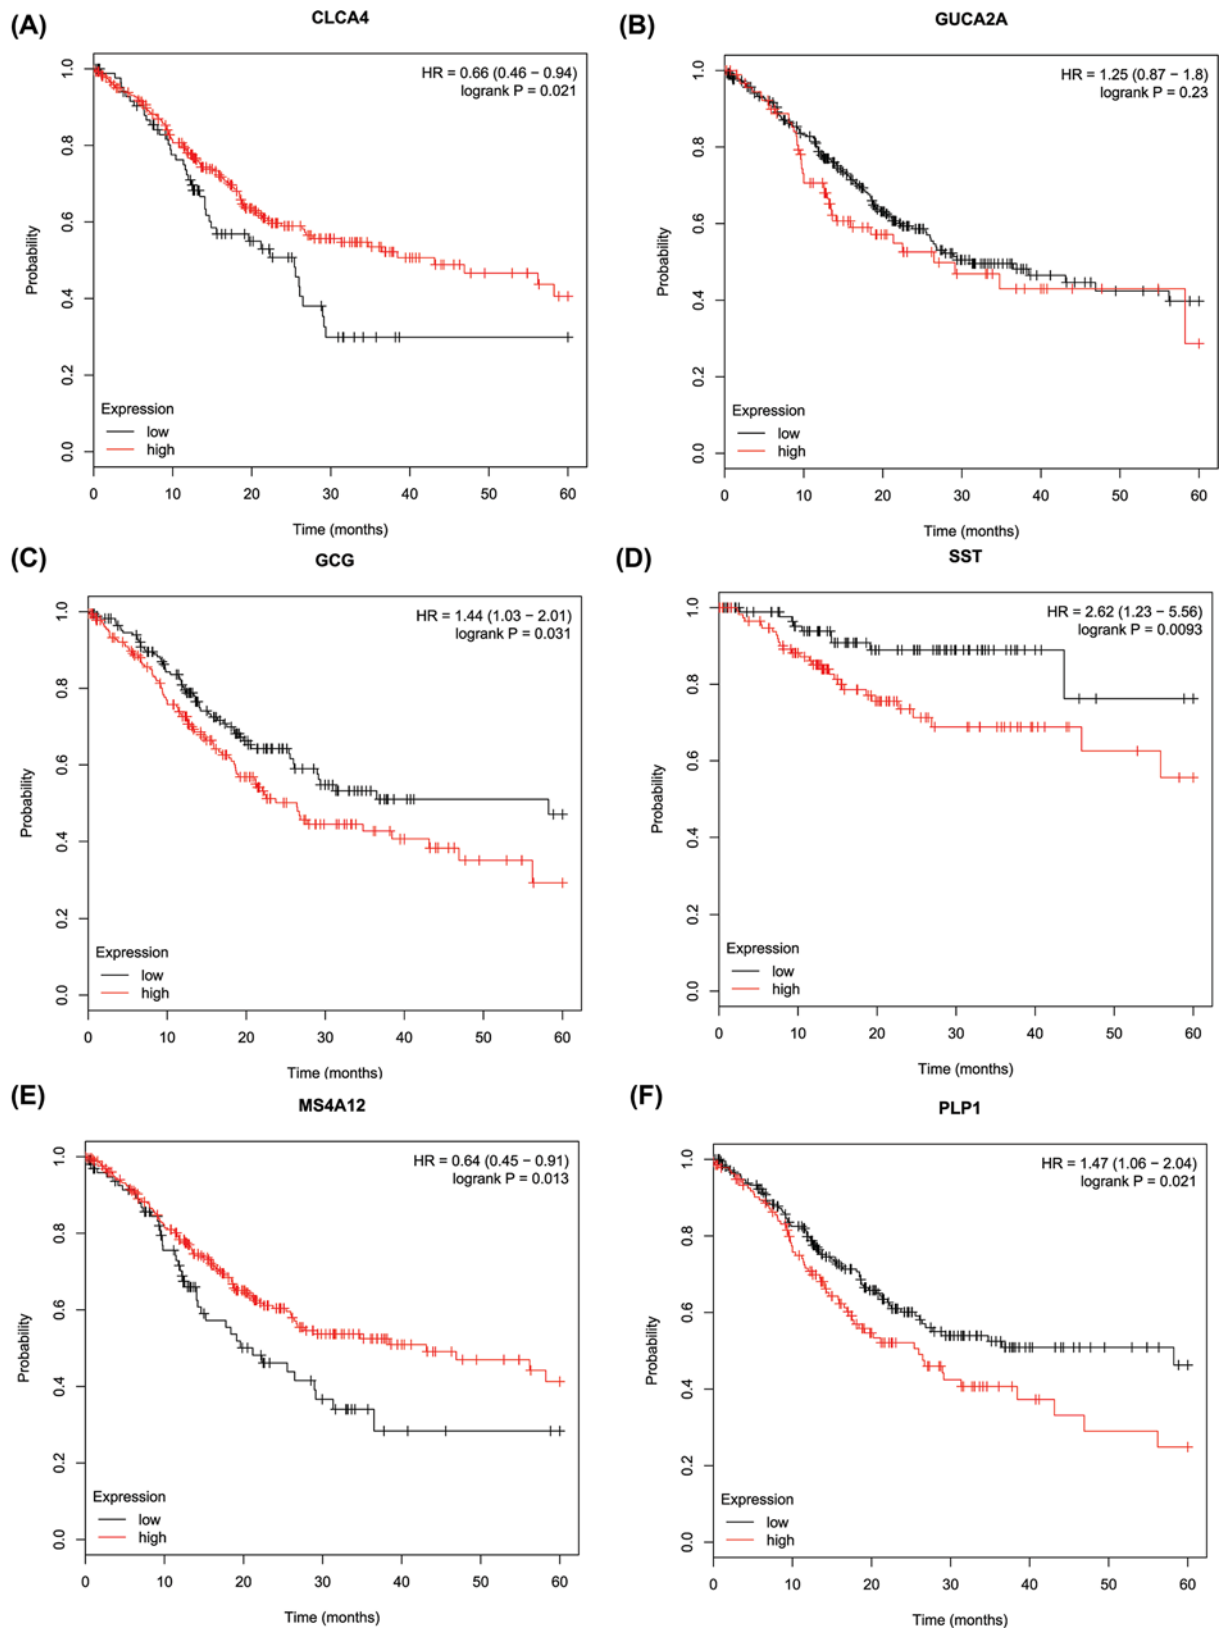 (A)
CLCA4
HR = 0.66 (0.46 − 0.94)
logrank P = 0.021
Probability
1.0
0.8
0.6
0.4
0.2
0.0
Expression
low
high
0 10 20 30 40 50 60
Time (months)
(B)
GUCA2A
HR = 1.25 (0.87 − 1.8)
logrank P = 0.23
Probability
1.0
0.8
0.6
0.4
0.2
0.0
Expression
low
high
0 10 20 30 40 50 60
Time (months)
(C)
GCG
HR = 1.44 (1.03 − 2.01)
logrank P = 0.031
Probability
1.0
0.8
0.6
0.4
0.2
0.0
Expression
low
high
0 10 20 30 40 50 60
Time (months)
(D)
SST
HR = 2.62 (1.23 − 5.56)
logrank P = 0.0093
Probability
1.0
0.8
0.6
0.4
0.2
0.0
Expression
low
high
0 10 20 30 40 50 60
Time (months)
(E)
MS4A12
HR = 0.64 (0.45 − 0.91)
logrank P = 0.013
Probability
1.0
0.8
0.6
0.4
0.2
0.0
Expression
low
high
0 10 20 30 40 50 60
Time (months)
(F)
PLP1
HR = 1.47 (1.06 − 2.04)
logrank P = 0.021
Probability
1.0
0.8
0.6
0.4
0.2
0.0
Expression
low
high
0 10 20 30 40 50 60
Time (months)